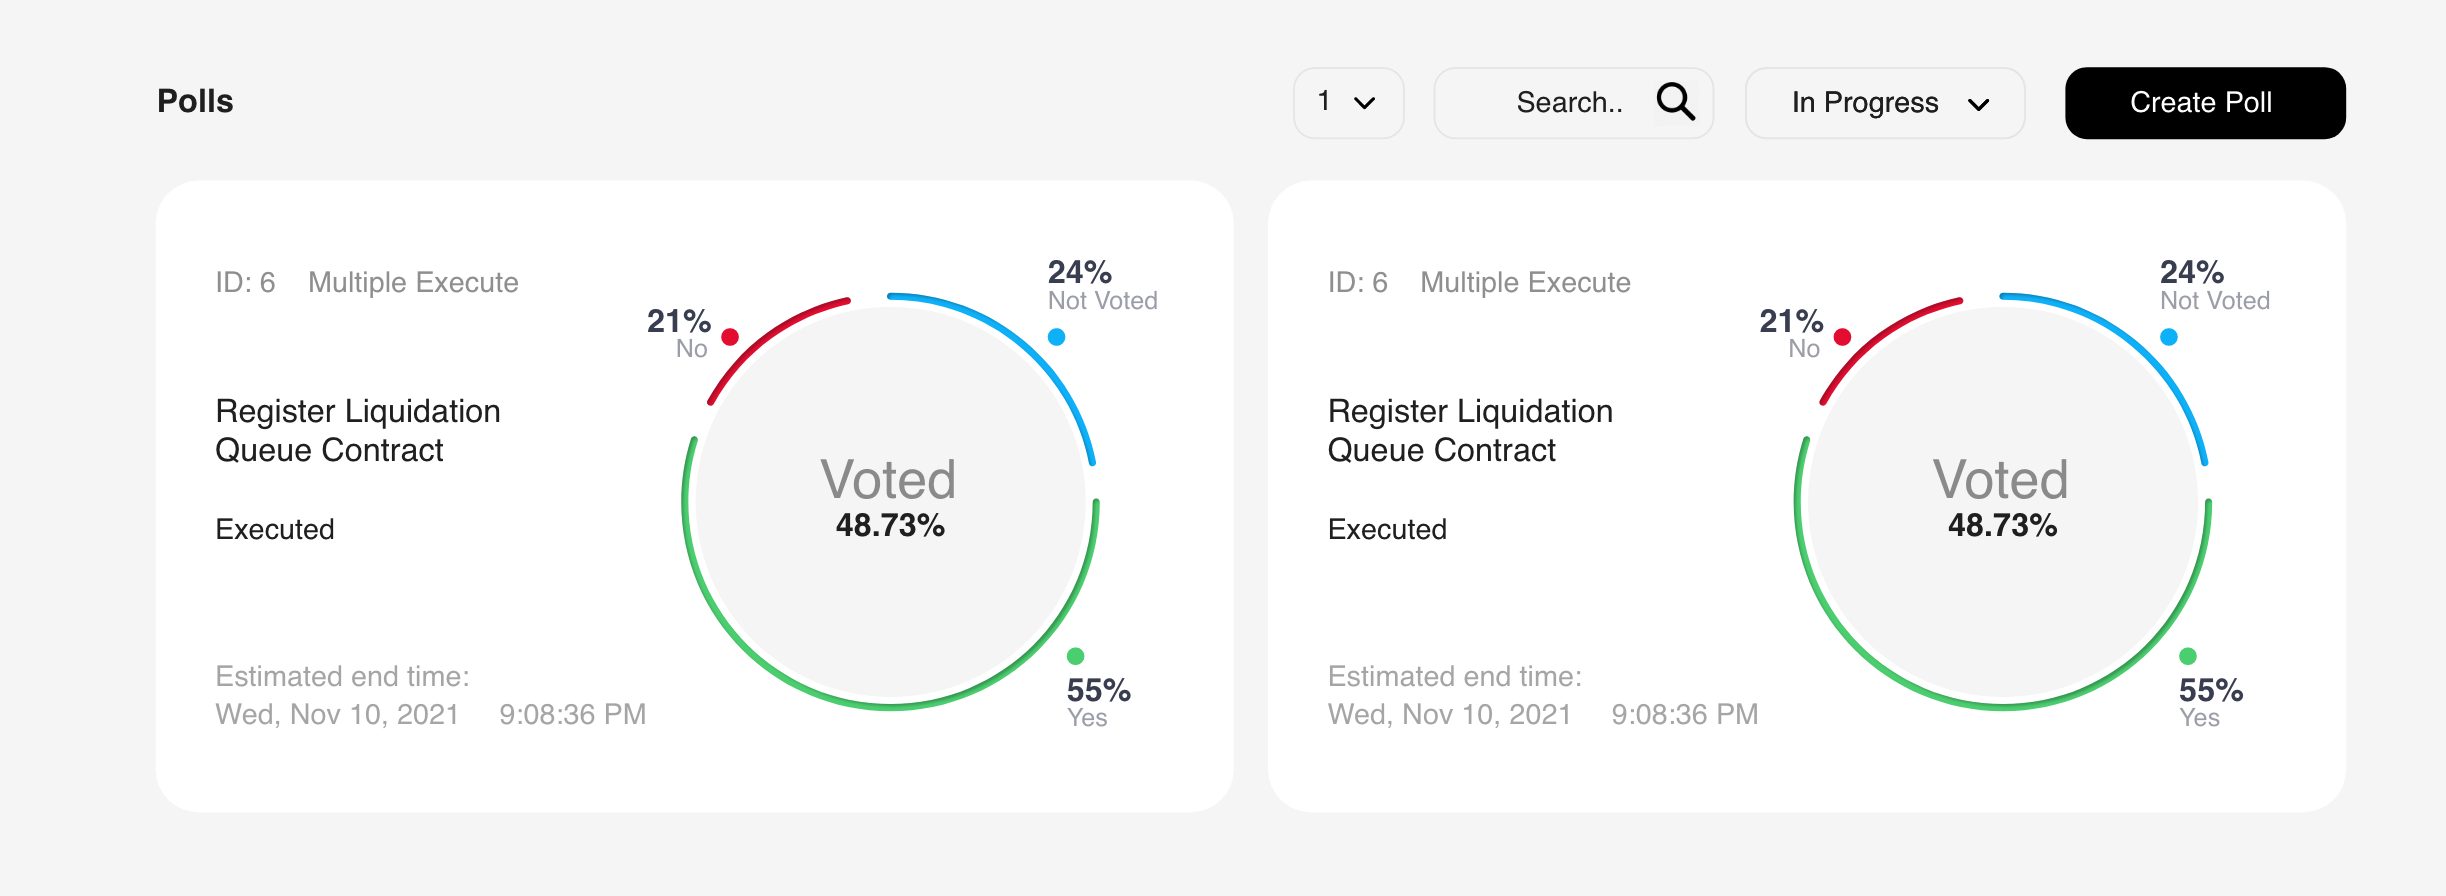 Polls
1
Search..
In Progress
Create Poll
ID: 6 Multiple Execute
Register Liquidation
Queue Contract
Executed
Estimated end time:
Wed, Nov 10, 2021 9:08:36 PM
21%
No
24%
Not Voted
Voted
48.73%
55%
Yes
ID: 6 Multiple Execute
Register Liquidation
Queue Contract
Executed
Estimated end time:
Wed, Nov 10, 2021 9:08:36 PM
21%
No
24%
Not Voted
Voted
48.73%
55%
Yes